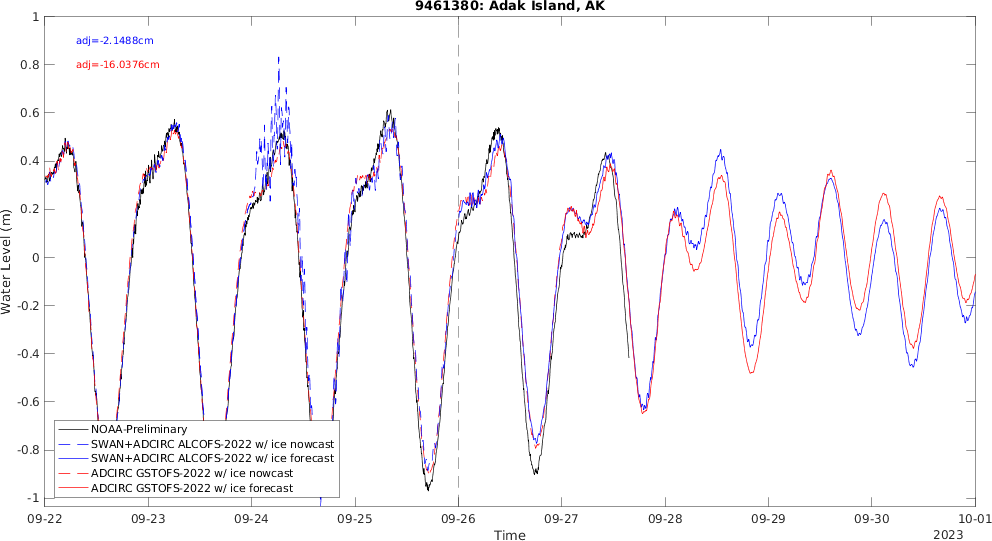 9461380: Adak Island, AK
adj=-2.1488cm
adj=-16.0376cm
Water Level (m)
1
0.8
0.6
0.4
0.2
0
-0.2
-0.4
-0.6
-0.8
-1
NOAA-Preliminary
SWAN+ADCIRC ALCOFS-2022 w/ ice nowcast
SWAN+ADCIRC ALCOFS-2022 w/ ice forecast
ADCIRC GSTOFS-2022 w/ ice nowcast
ADCIRC GSTOFS-2022 w/ ice forecast
09-22 09-23 09-24 09-25 09-26 09-27 09-28 09-29 09-30 10-01
Time
2023